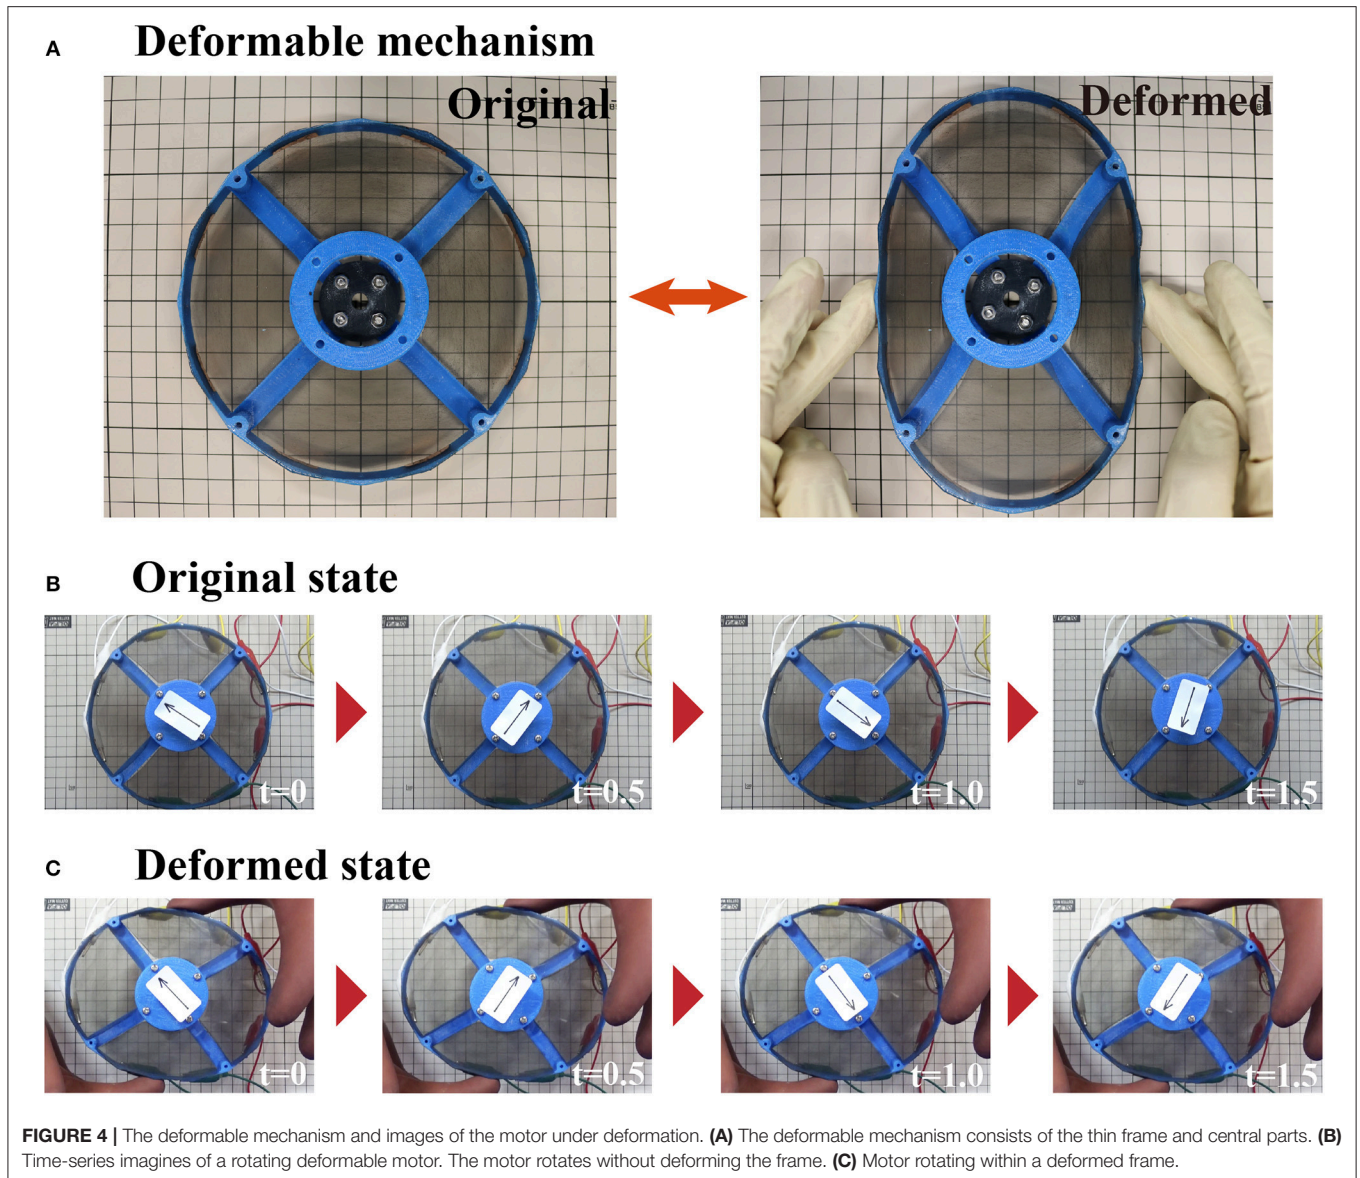 A Deformable mechanism
Original
Deformed
B Original state
t=0
t=0.5
t=1.0
t=1.5
C Deformed state
t=0
t=0.5
t=1.0
t=1.5
FIGURE 4 | The deformable mechanism and images of the motor under deformation. (A) The deformable mechanism consists of the thin frame and central parts. (B)
Time-series imagines of a rotating deformable motor. The motor rotates without deforming the frame. (C) Motor rotating within a deformed frame.